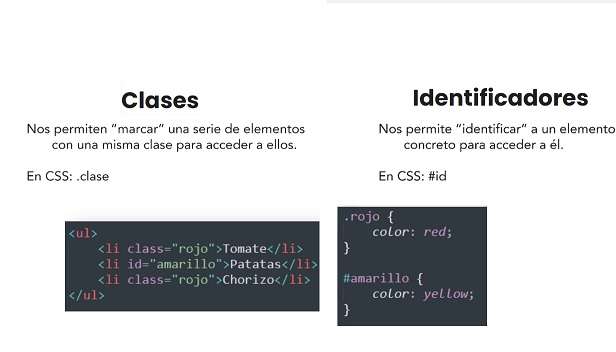 Clases
Nos permiten “marcar” una serie de elementos
con una misma clase para acceder a ellos.
En CSS: .clase
<ul>
<li class="rojo">Tomate</li>
<li id="amarillo">Patatas</li>
<li class="rojo">Chorizo</li>
</ul>
Identificadores
Nos permite “identificar” a un elemento
concreto para acceder a él.
En CSS: #id
.rojo {
color: red;
}
#amarillo {
color: yellow;
}